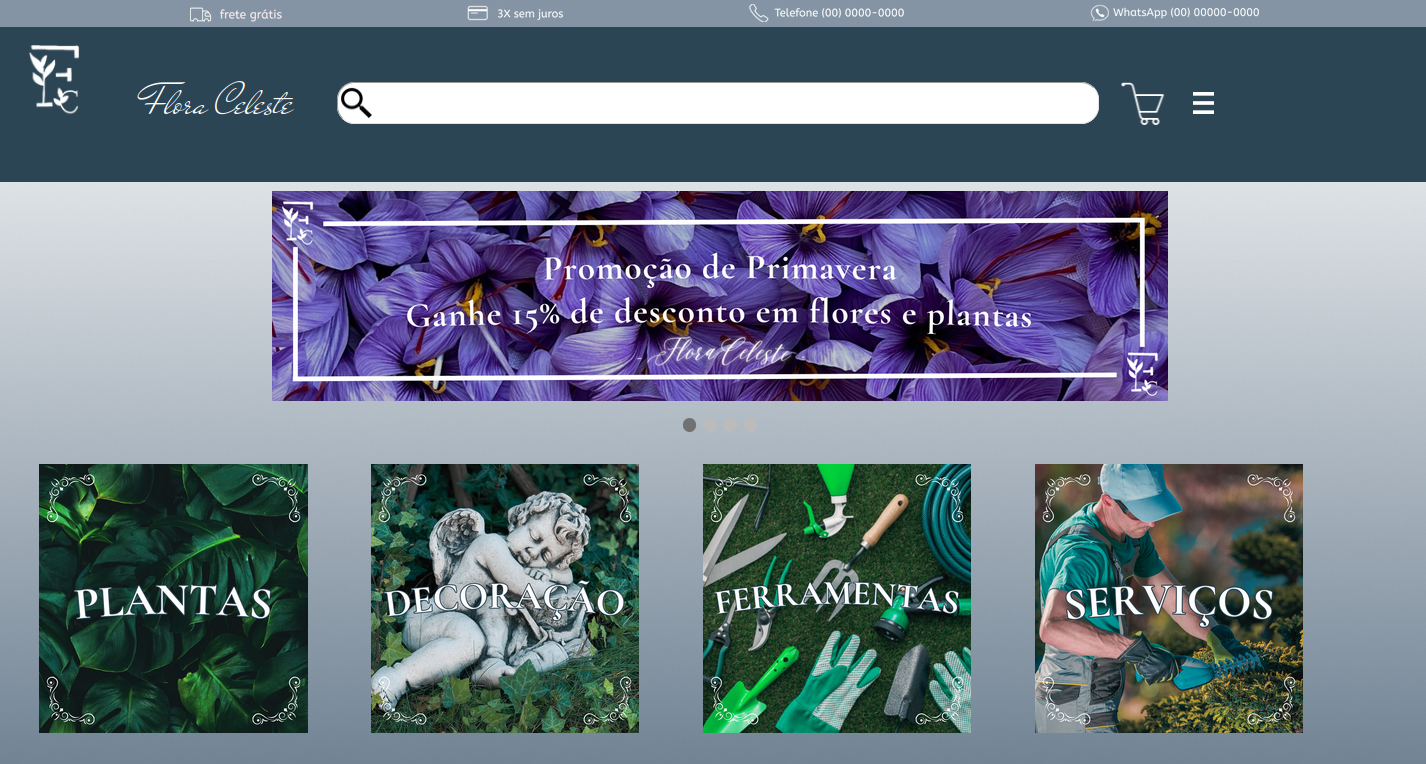 frete grátis
3X sem juros
Telefone (00) 0000-0000
WhatsApp (00) 00000-0000
Flora Celeste
Promoção de Primavera
Ganhe 15% de desconto em flores e plantas
- Flora Celeste -
PLANTAS
DECORAÇÃO
FERRAMENTAS
SERVIÇOS